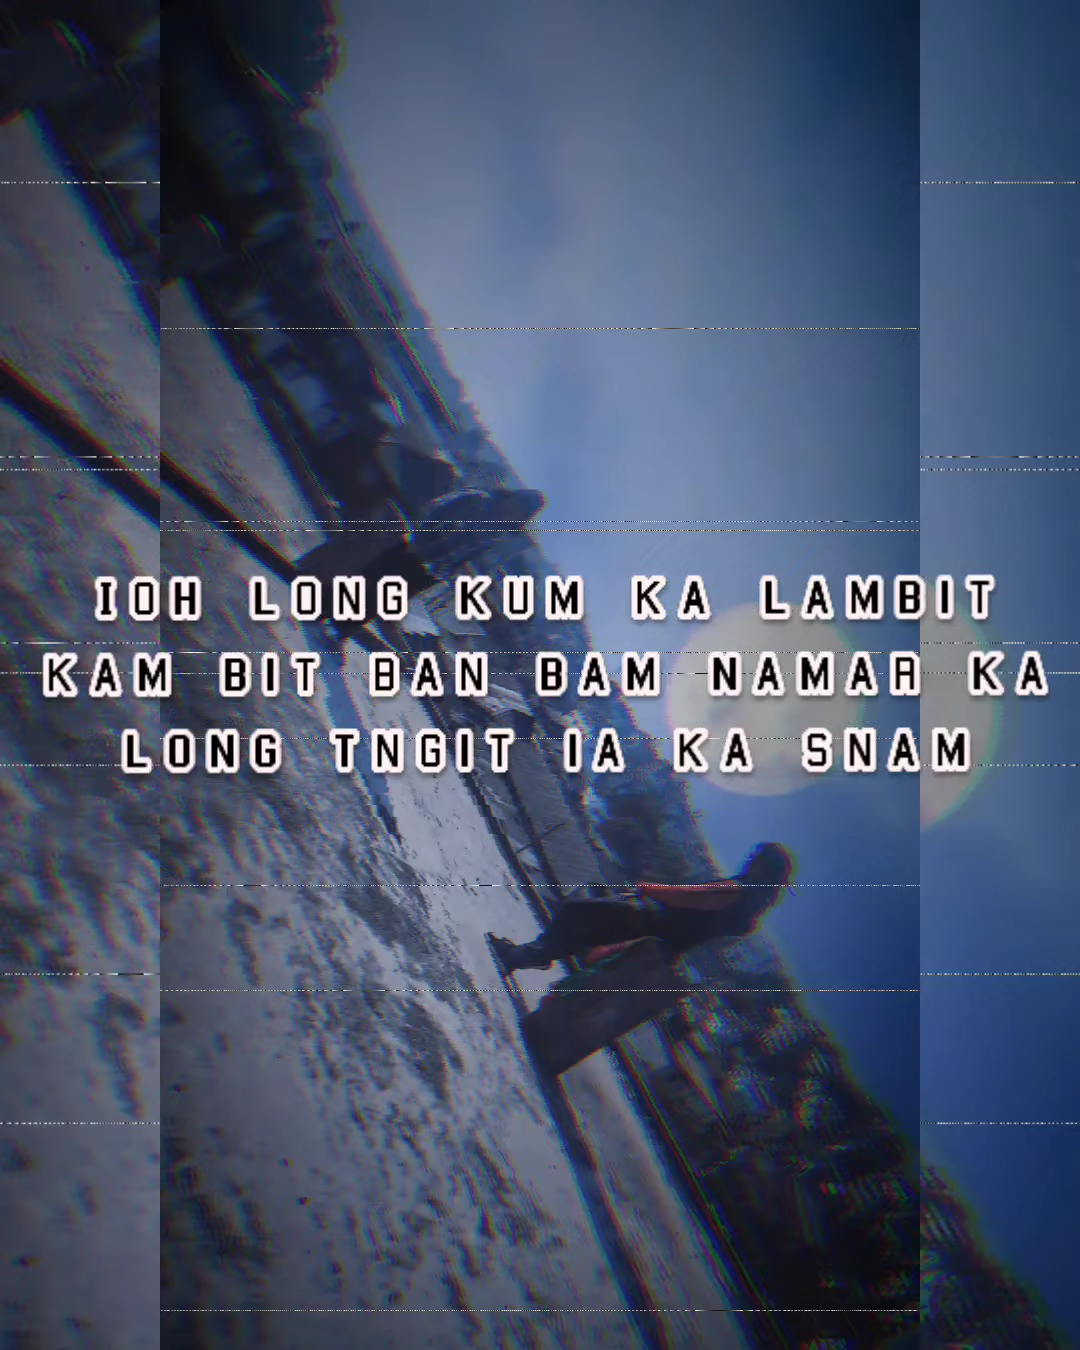 IOH LONG KUM KA LAMBIT
KAM BIT BAN BAM NAMAR KA
LONG TNGIT IA KA SNAM